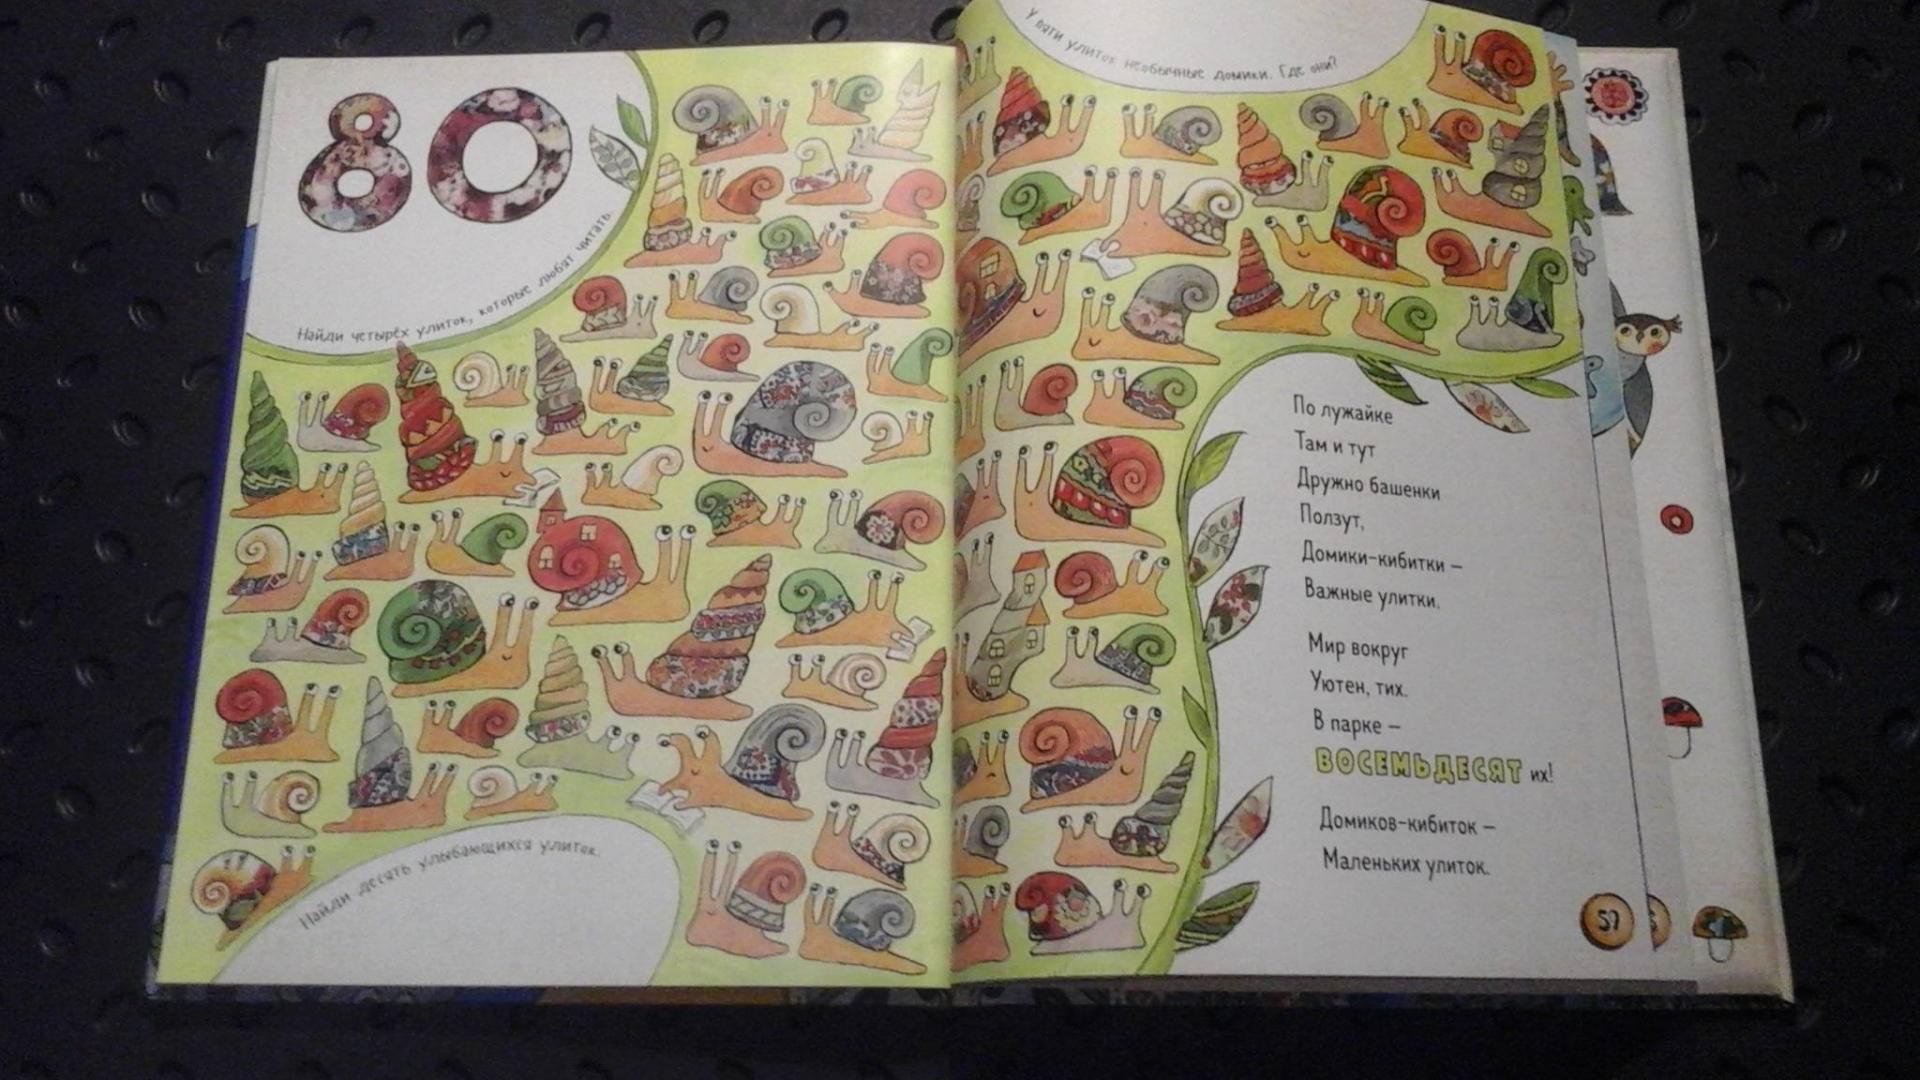 80
Найди четырёх улиток, которые любят читать.
Найди десять улыбающихся улиток.
У пяти улиток необычные домики. Где они?
По лужайке
Там и тут
Дружно башенки
Ползут,
Домики-кибитки –
Важные улитки.
Мир вокруг
Уютен, тих.
В парке –
ВОСЕМЬДЕСЯТ их!
Домиков-кибиток –
Маленьких улиток.
57